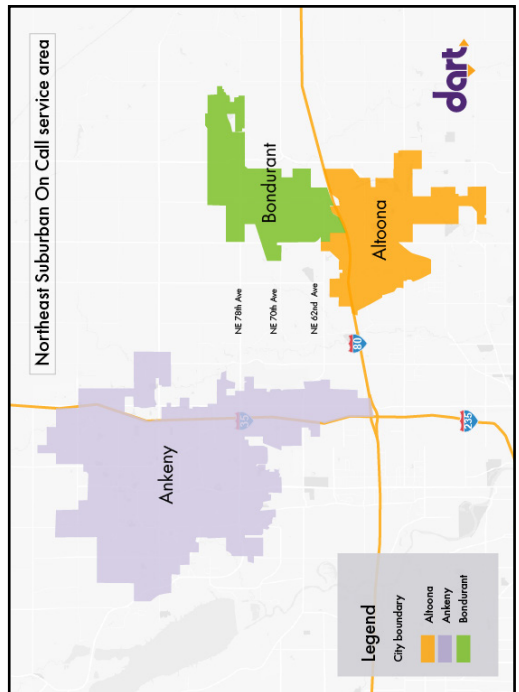 Northeast Suburban On Call service area
dart
Ankeny
Bondurant
Altoona
NE 78th Ave
NE 70th Ave
NE 62nd Ave
35
80
235
Legend
City boundary
Altoona
Ankeny
Bondurant